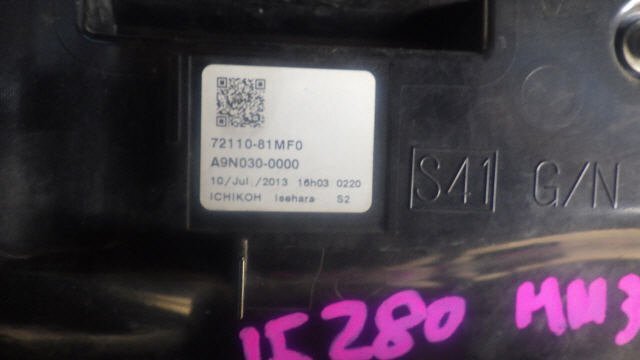 72110-81MF0
A9N030-0000
10/Jul./2013 16h03 0220
ICHIKOH Isehara S2
S41 G/N
15280